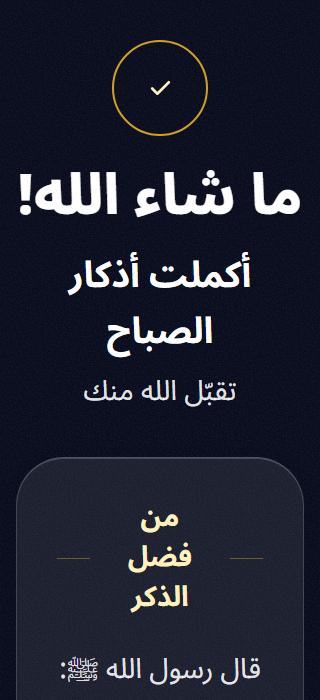 ما شاء الله!
أكملت أذكار
الصباح
تقبّل الله منك
من
فضل
الذكر
قال رسول الله ﷺ: